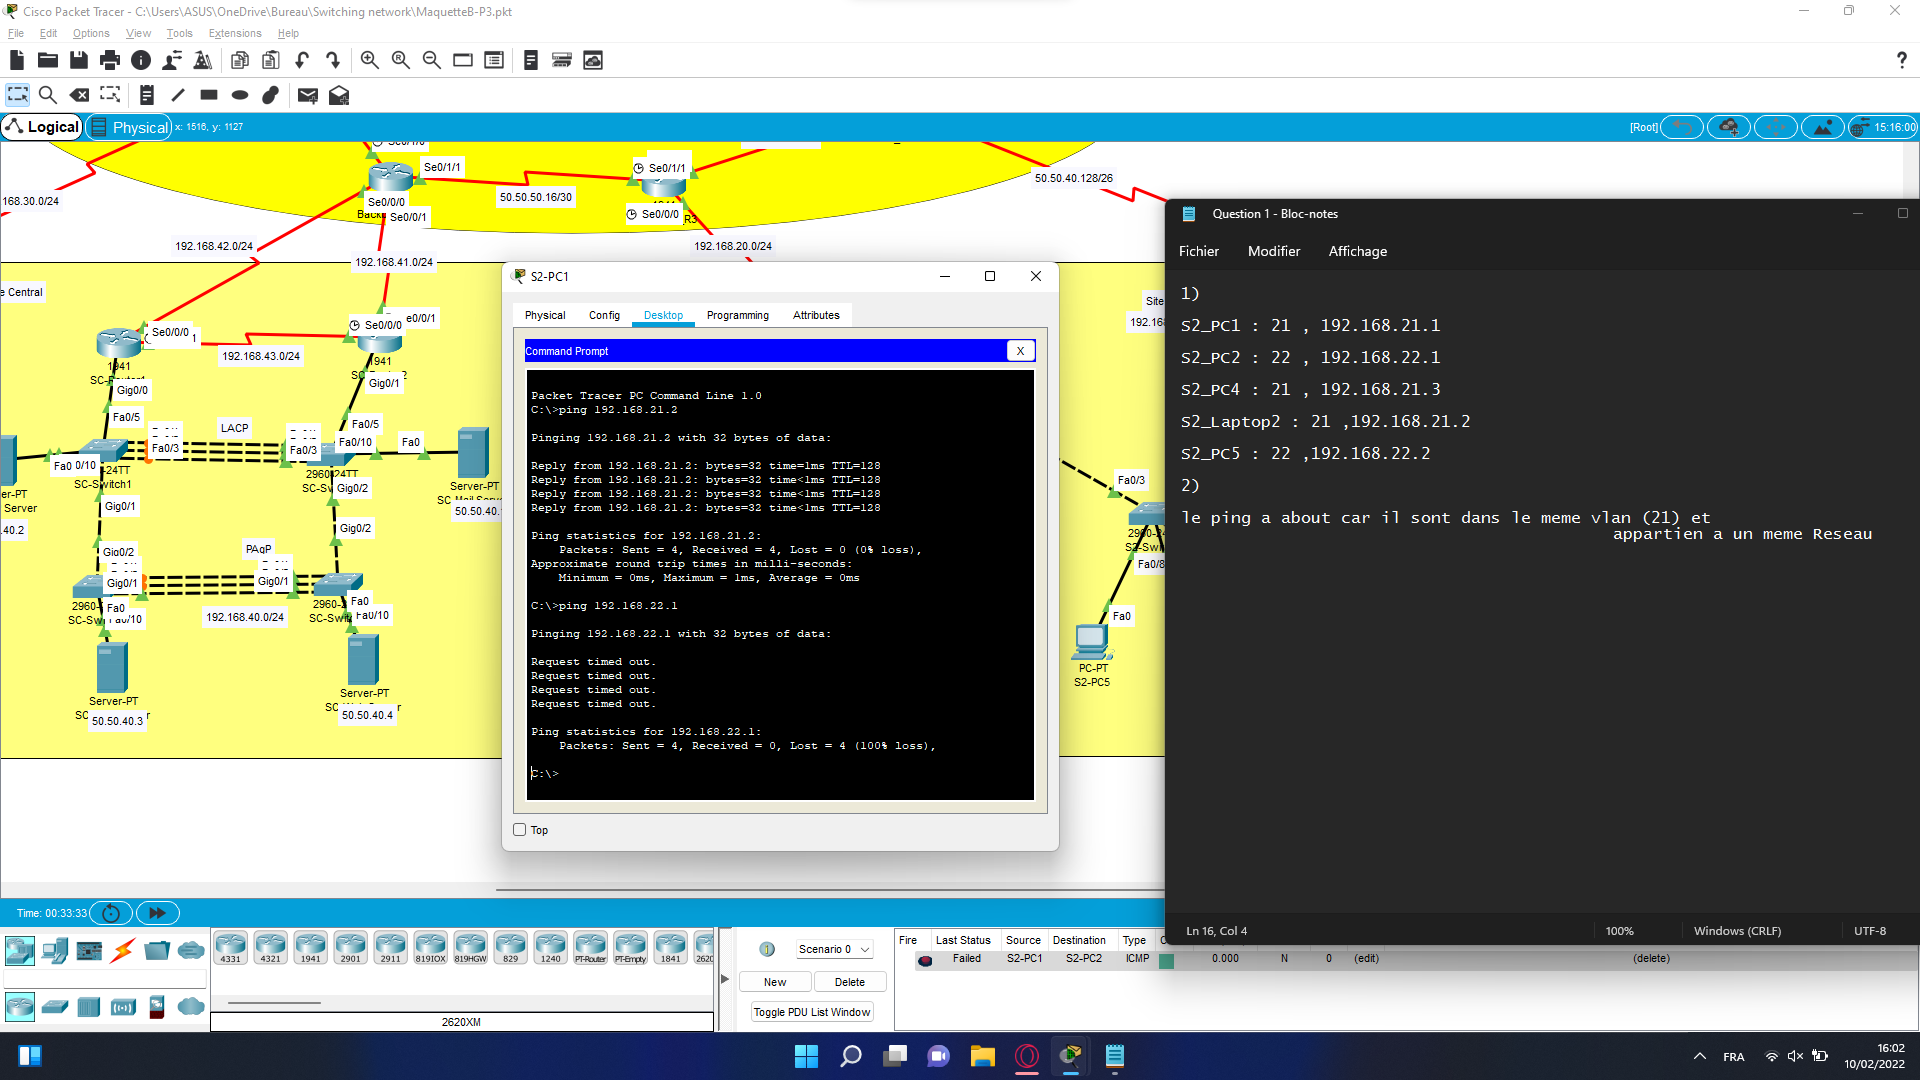 Cisco Packet Tracer - C:\Users\ASUS\OneDrive\Bureau\Switching network\MaquetteB-P3.pkt
File Edit Options View Tools Extensions Help
Logical Physical x: 1516, y: 1127
[Root] 15:16:00
Se0/1/1
Se0/1/1
50.50.40.128/26
168.30.0/24
50.50.50.16/30
Se0/0/0
Se0/0/1
Se0/0/0
R3
192.168.42.0/24
192.168.41.0/24
192.168.20.0/24
e Central
Site
192.168
Se0/0/0
Se0/0/0
e0/0/1
192.168.43.0/24
1941
1941
Gig0/0
Gig0/1
Fa0/5
Fa0/5
LACP
Fa0/3
Fa0/3
Fa0/10
Fa0
Fa0
0/10
-24TT
SC-Switch1
Gig0/2
Server-PT
er-PT
Server
.40.2
50.50.40.
Gig0/1
Gig0/2
Gig0/2
PAgP
Gig0/1
Gig0/1
Fa0
Fa0
Fa0/10
192.168.40.0/24
Server-PT
Server-PT
50.50.40.3
50.50.40.4
Fa0/3
Fa0/8
Fa0
PC-PT
S2-PC5
S2-PC1
Physical Config Desktop Programming Attributes
Command Prompt X
Packet Tracer PC Command Line 1.0
C:\>ping 192.168.21.2
Pinging 192.168.21.2 with 32 bytes of data:
Reply from 192.168.21.2: bytes=32 time=1ms TTL=128
Reply from 192.168.21.2: bytes=32 time<1ms TTL=128
Reply from 192.168.21.2: bytes=32 time<1ms TTL=128
Reply from 192.168.21.2: bytes=32 time<1ms TTL=128
Ping statistics for 192.168.21.2:
Packets: Sent = 4, Received = 4, Lost = 0 (0% loss),
Approximate round trip times in milli-seconds:
Minimum = 0ms, Maximum = 1ms, Average = 0ms
C:\>ping 192.168.22.1
Pinging 192.168.22.1 with 32 bytes of data:
Request timed out.
Request timed out.
Request timed out.
Request timed out.
Ping statistics for 192.168.22.1:
Packets: Sent = 4, Received = 0, Lost = 4 (100% loss),
C:\>
Top
Question 1 - Bloc-notes
Fichier Modifier Affichage
1)
S2_PC1 : 21 , 192.168.21.1
S2_PC2 : 22 , 192.168.22.1
S2_PC4 : 21 , 192.168.21.3
S2_Laptop2 : 21 ,192.168.21.2
S2_PC5 : 22 ,192.168.22.2
2)
le ping a about car il sont dans le meme vlan (21) et
appartien a un meme Reseau
Ln 16, Col 4 100% Windows (CRLF) UTF-8
Time: 00:33:33
4331 4321 1941 2901 2911 819IOX 819HGW 829 1240 PT-Router PT-Empty 1841 2620
2620XM
Scenario 0
New Delete
Toggle PDU List Window
Fire Last Status Source Destination Type
Failed S2-PC1 S2-PC2 ICMP 0.000 N 0 (edit) (delete)
FRA
16:02
10/02/2022